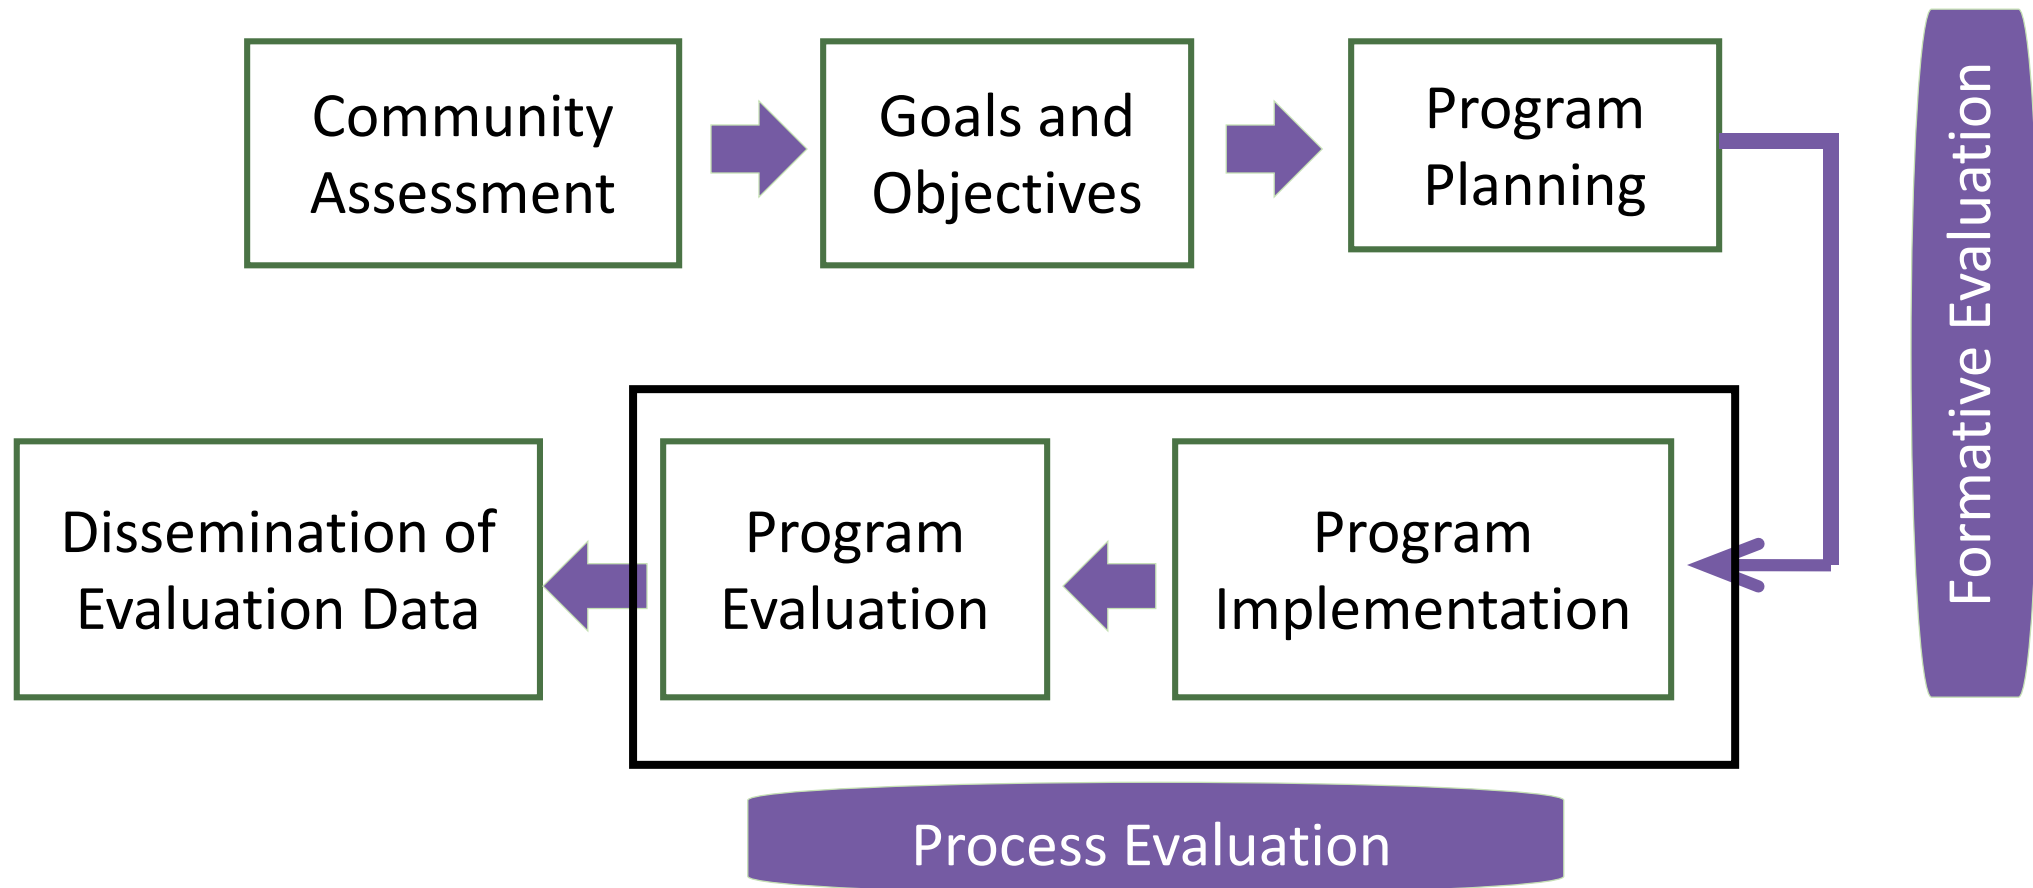 Community
Assessment
Goals and
Objectives
Program
Planning
Formative Evaluation
Dissemination of
Evaluation Data
Program
Evaluation
Program
Implementation
Process Evaluation